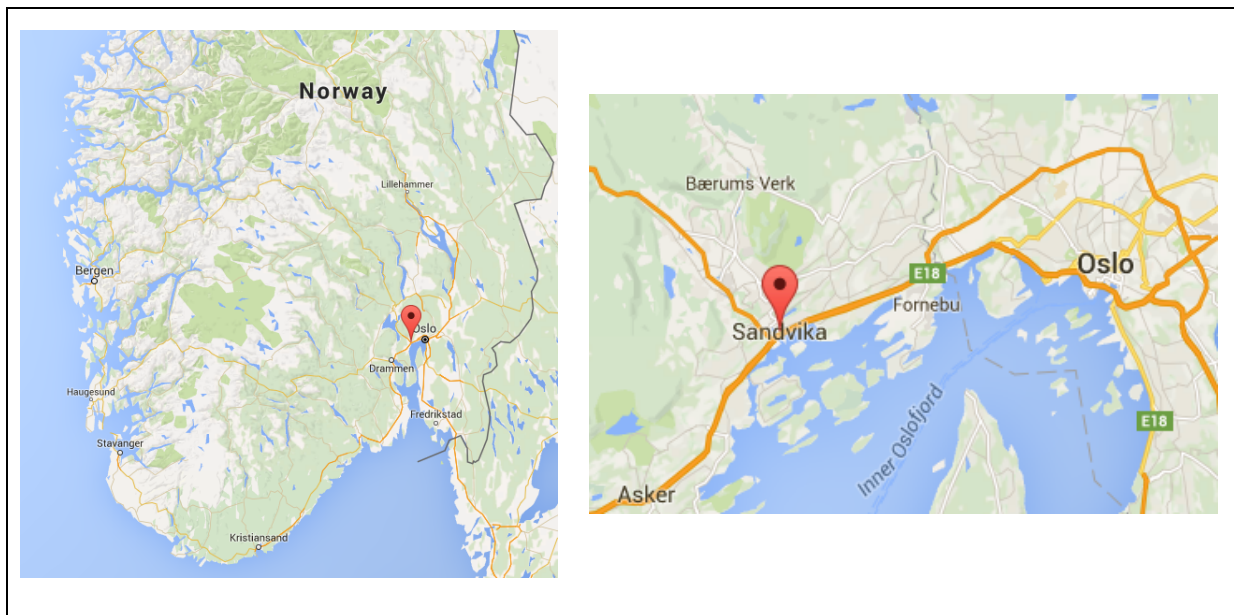 Norway
Lillehammer
Bergen
Oslo
Drammen
Haugesund
Fredrikstad
Stavanger
Kristiansand
Bærums Verk
Oslo
E18
Fornebu
Sandvika
Inner Oslofjord
E18
Asker